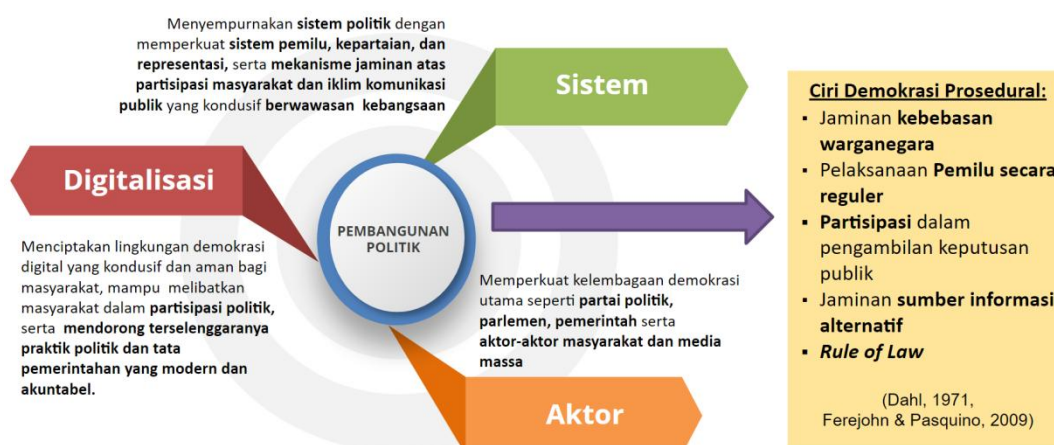 Menyempurnakan sistem politik dengan
memperkuat sistem pemilu, kepartaian, dan
representasi, serta mekanisme jaminan atas
partisipasi masyarakat dan iklim komunikasi
publik yang kondusif berwawasan kebangsaan
Sistem
Digitalisasi
Menciptakan lingkungan demokrasi
digital yang kondusif dan aman bagi
masyarakat, mampu melibatkan
masyarakat dalam partisipasi politik,
serta mendorong terselenggaranya
praktik politik dan tata
pemerintahan yang modern dan
akuntabel.
PEMBANGUNAN
POLITIK
Memperkuat kelembagaan demokrasi
utama seperti partai politik,
parlemen, pemerintah serta
aktor-aktor masyarakat dan media
massa
Aktor
Ciri Demokrasi Prosedural:
▪ Jaminan kebebasan
warganegara
▪ Pelaksanaan Pemilu secara
reguler
▪ Partisipasi dalam
pengambilan keputusan
publik
▪ Jaminan sumber informasi
alternatif
▪ Rule of Law
(Dahl, 1971,
Ferejohn & Pasquino, 2009)